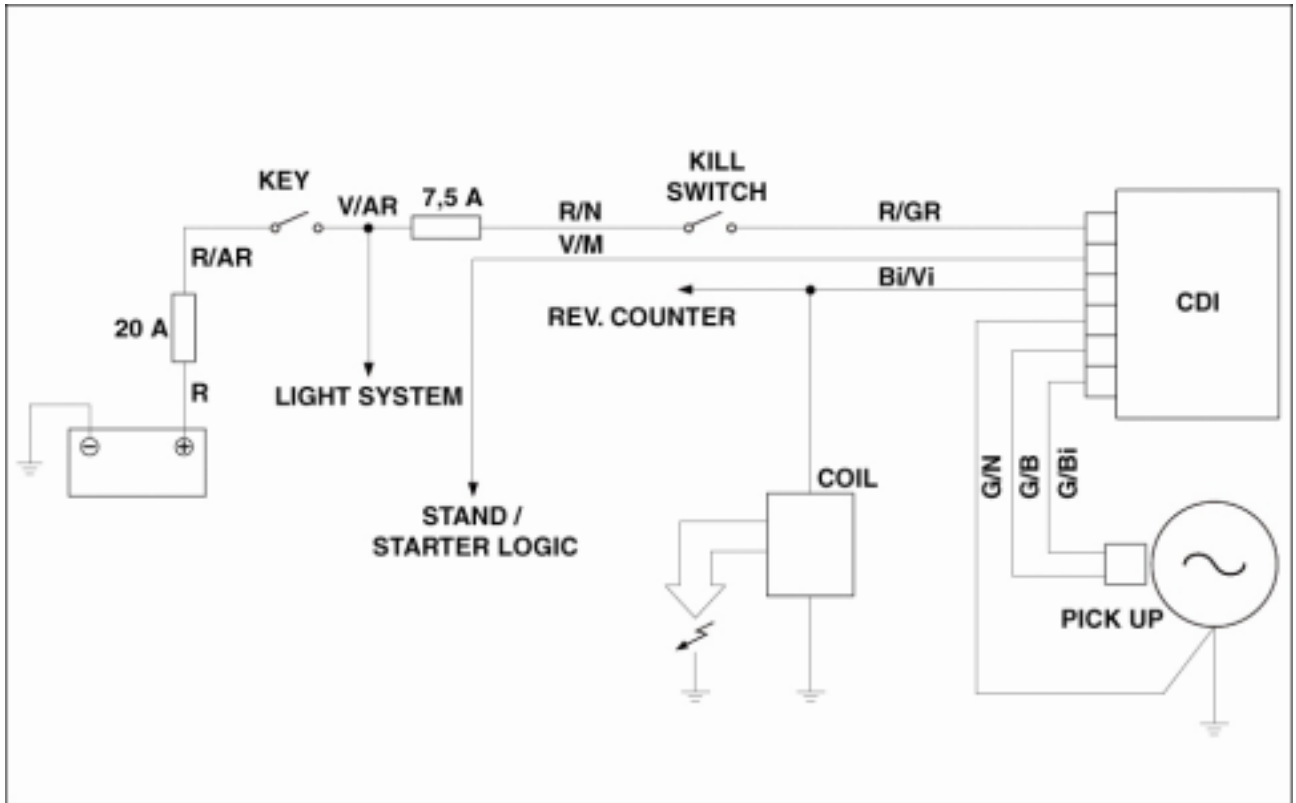 KEY
V/AR
7,5 A
R/N
KILL
SWITCH
R/GR
V/M
R/AR
Bi/Vi
REV. COUNTER
CDI
20 A
R
LIGHT SYSTEM
STAND /
STARTER LOGIC
COIL
G/N
G/B
G/Bi
PICK UP